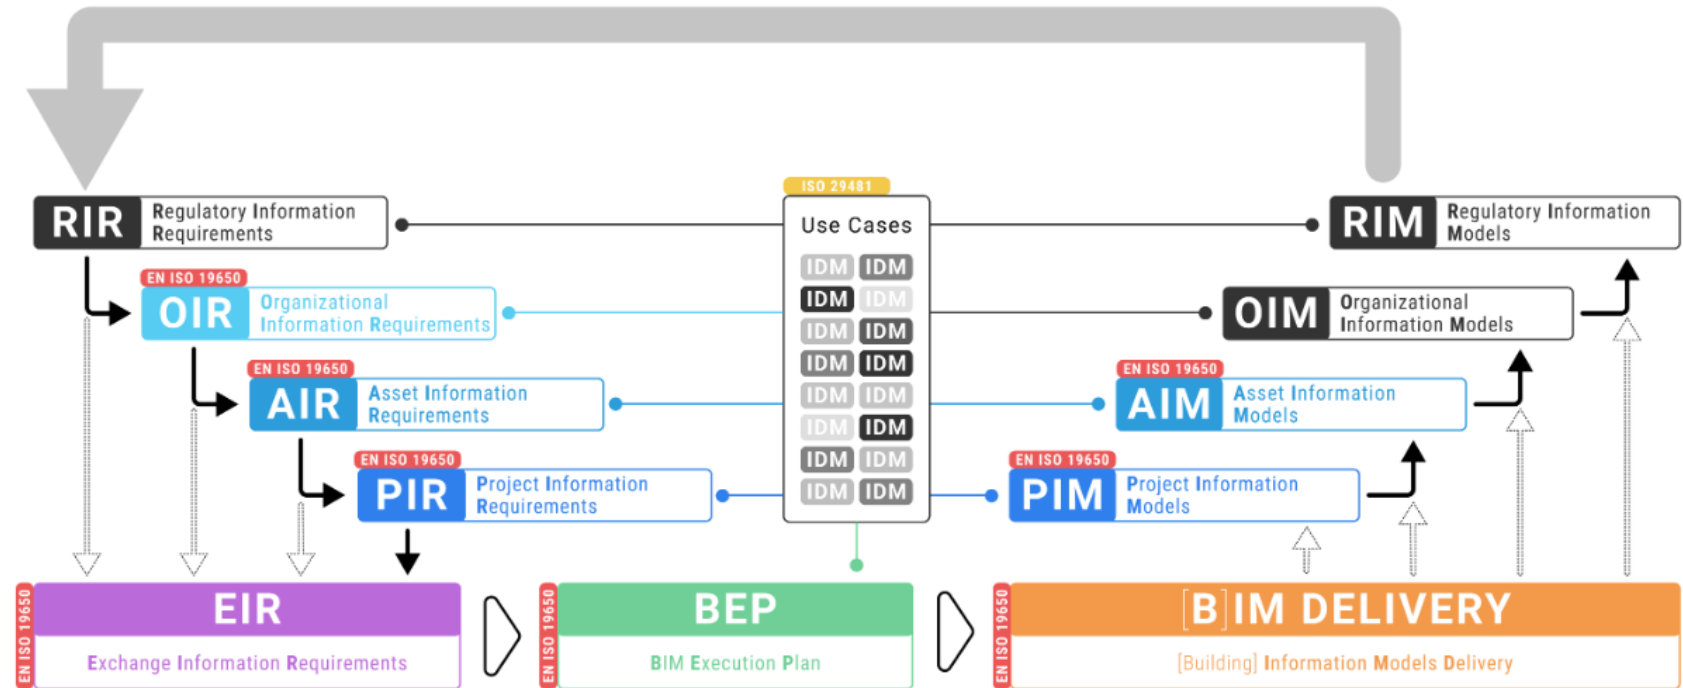 ISO 29481
RIR
Regulatory Information
Requirements
Use Cases
RIM
Regulatory Information
Models
IDM IDM
IDM IDM
IDM IDM
IDM IDM
IDM IDM
IDM IDM
IDM IDM
IDM IDM
EN ISO 19650
OIR
Organizational
Information Requirements
OIM
Organizational
Information Models
EN ISO 19650
AIR
Asset Information
Requirements
EN ISO 19650
AIM
Asset Information
Models
EN ISO 19650
PIR
Project Information
Requirements
EN ISO 19650
PIM
Project Information
Models
EN ISO 19650
EIR
Exchange Information Requirements
EN ISO 19650
BEP
BIM Execution Plan
EN ISO 19650
[B]IM DELIVERY
[Building] Information Models Delivery